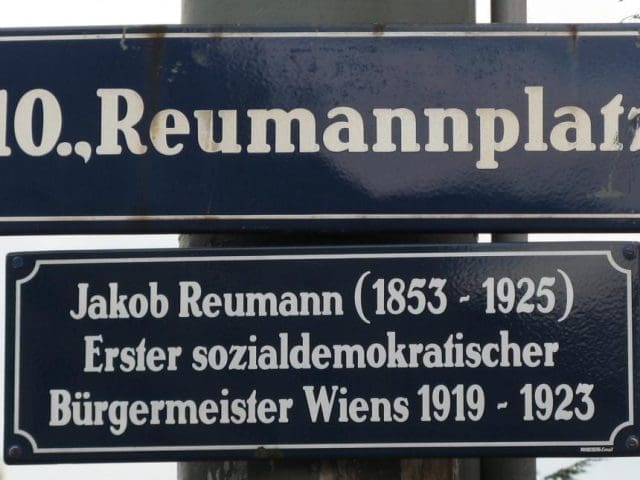 10., Reumannplatz
Jakob Reumann (1853 - 1925)
Erster sozialdemokratischer
Bürgermeister Wiens 1919 - 1923